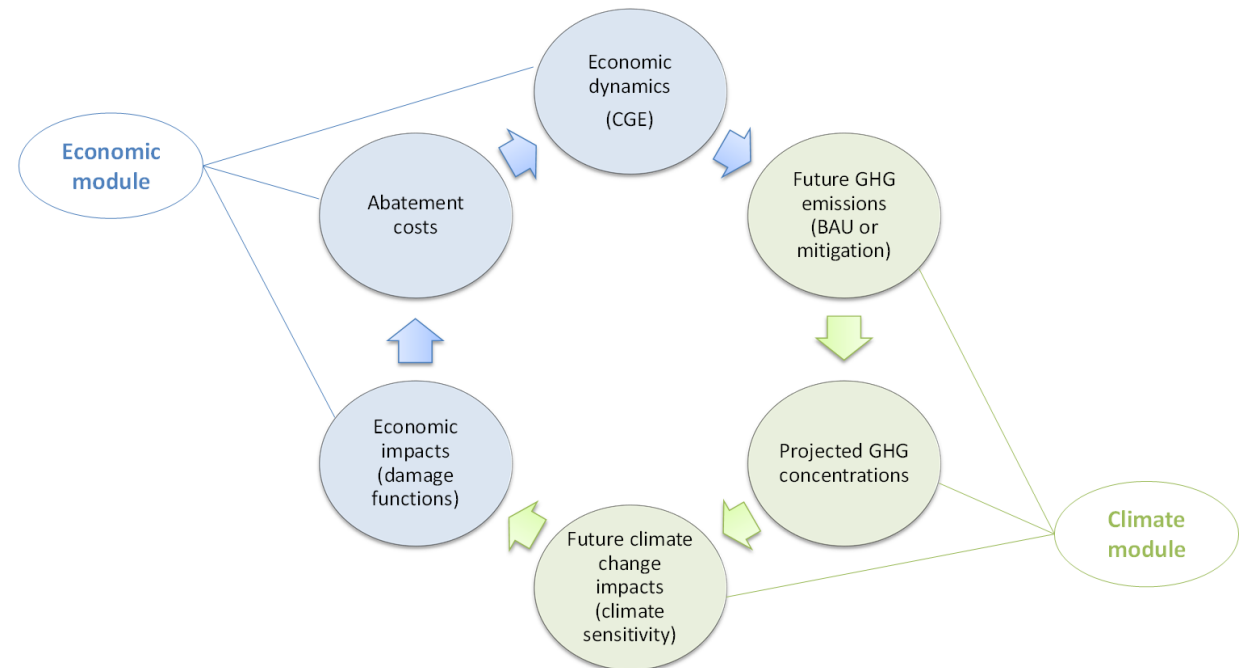 Economic
dynamics
(CGE)
Economic
module
Abatement
costs
Future GHG
emissions
(BAU or
mitigation)
Economic
impacts
(damage
functions)
Projected GHG
concentrations
Future climate
change
impacts
(climate
sensitivity)
Climate
module